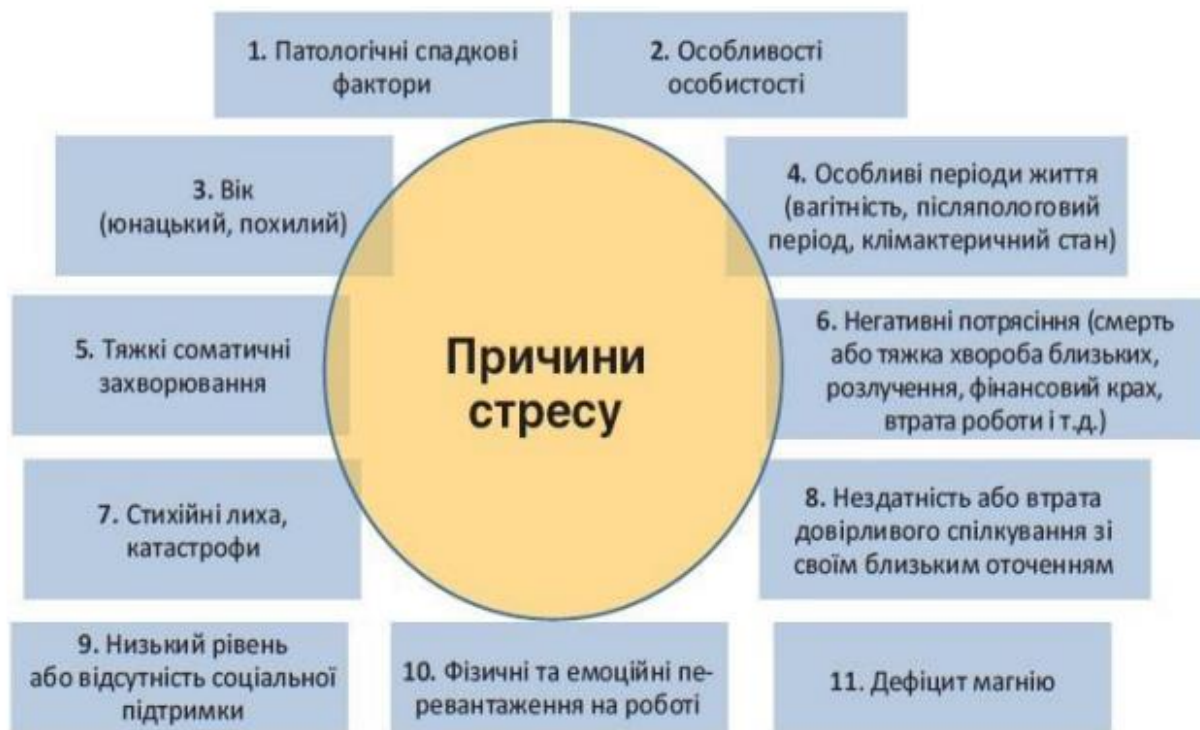 1. Патологічні спадкові
фактори
2. Особливості
особистості
3. Вік
(юнацький, похилий)
4. Особливі періоди життя
(вагітність, післяпологовий
період, клімактеричний стан)
Причини
стресу
5. Тяжкі соматичні
захворювання
6. Негативні потрясіння (смерть
або тяжка хвороба близьких,
розлучення, фінансовий крах,
втрата роботи і т.д.)
7. Стихійні лиха,
катастрофи
8. Нездатність або втрата
довірливого спілкування зі
своїм близьким оточенням
9. Низький рівень
або відсутність соціальної
підтримки
10. Фізичні та емоційні пе-
ревантаження на роботі
11. Дефіцит магнію